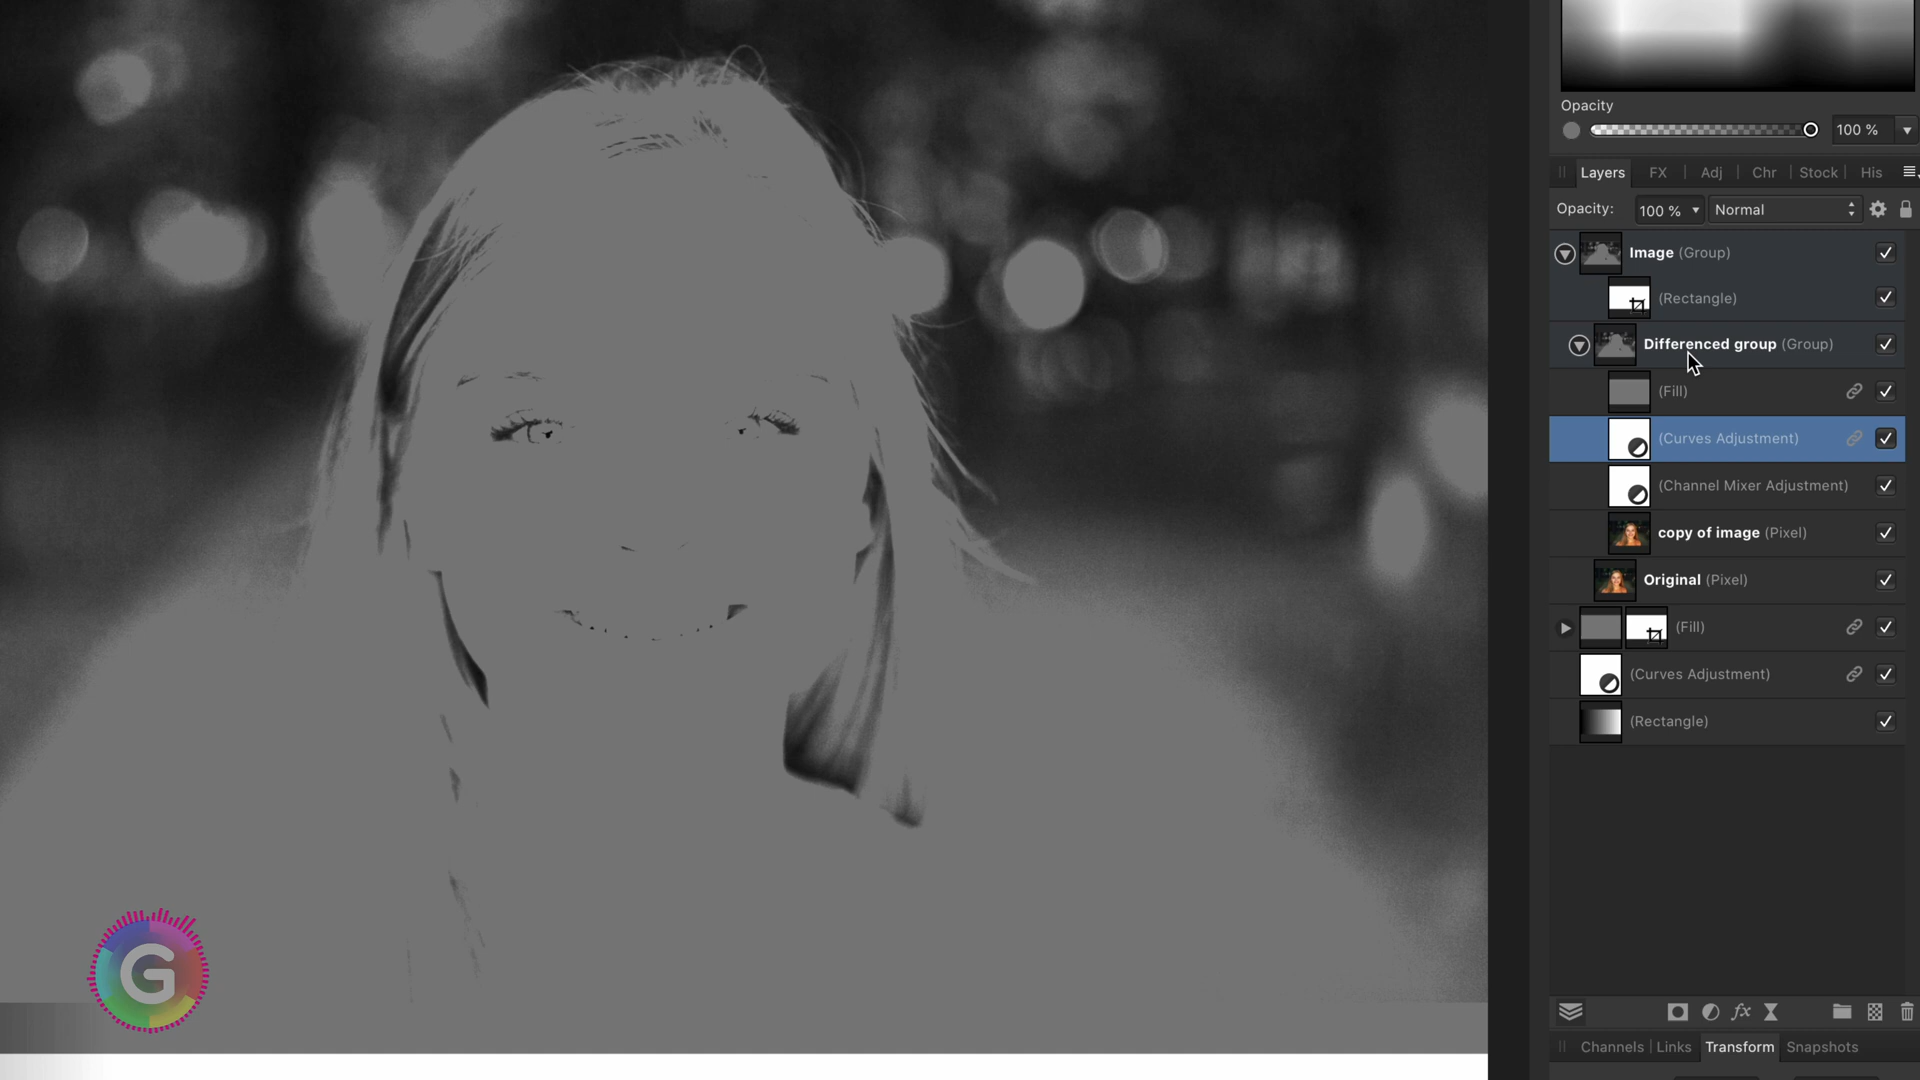 Opacity
100 %
Layers FX Adj Chr Stock His
Opacity: 100 % Normal
Image (Group)
(Rectangle)
Differenced group (Group)
(Fill)
(Curves Adjustment)
(Channel Mixer Adjustment)
copy of image (Pixel)
Original (Pixel)
(Fill)
(Curves Adjustment)
(Rectangle)
fx
G
Channels Links Transform Snapshots